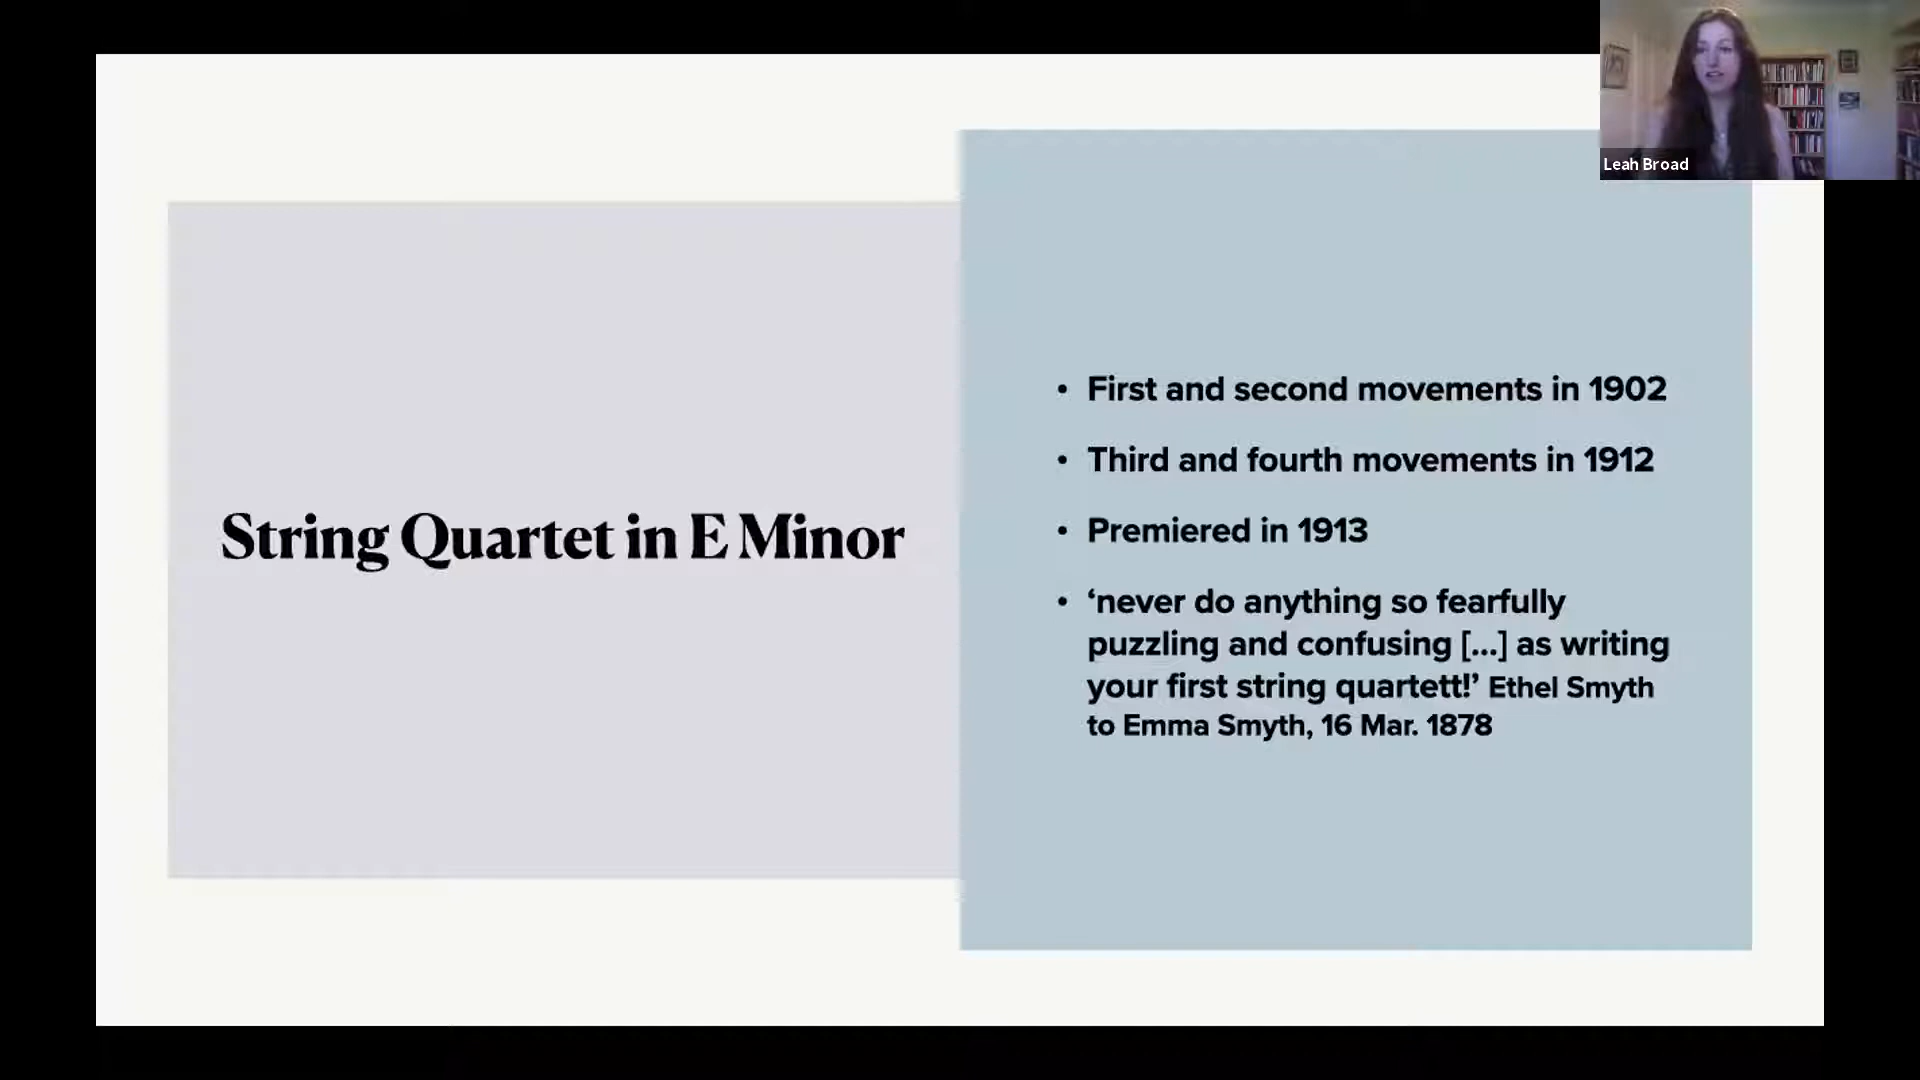 Leah Broad
String Quartet in E Minor
• First and second movements in 1902
• Third and fourth movements in 1912
• Premiered in 1913
• ‘never do anything so fearfully
puzzling and confusing [...] as writing
your first string quartett!’ Ethel Smyth
to Emma Smyth, 16 Mar. 1878